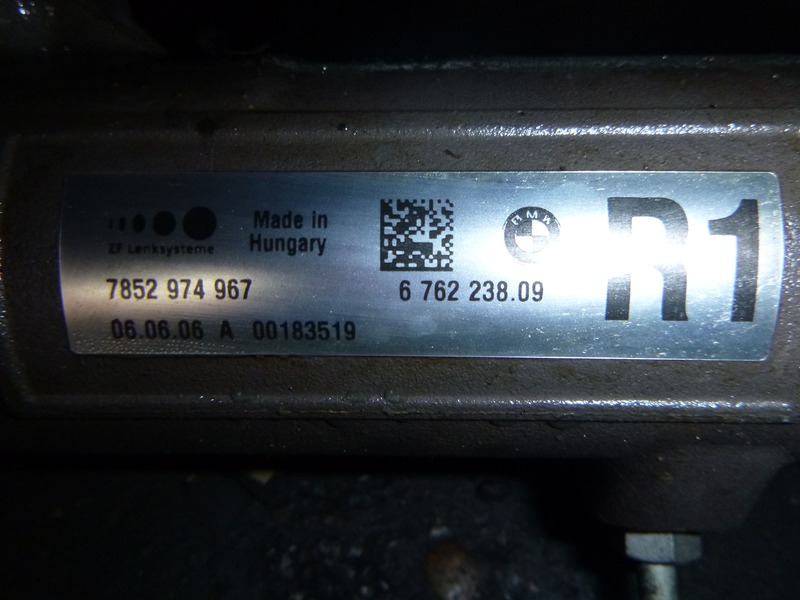 ZF Lenksysteme
Made in
Hungary
BMW
R1
7852 974 967
6 762 238.09
06.06.06 A 00183519